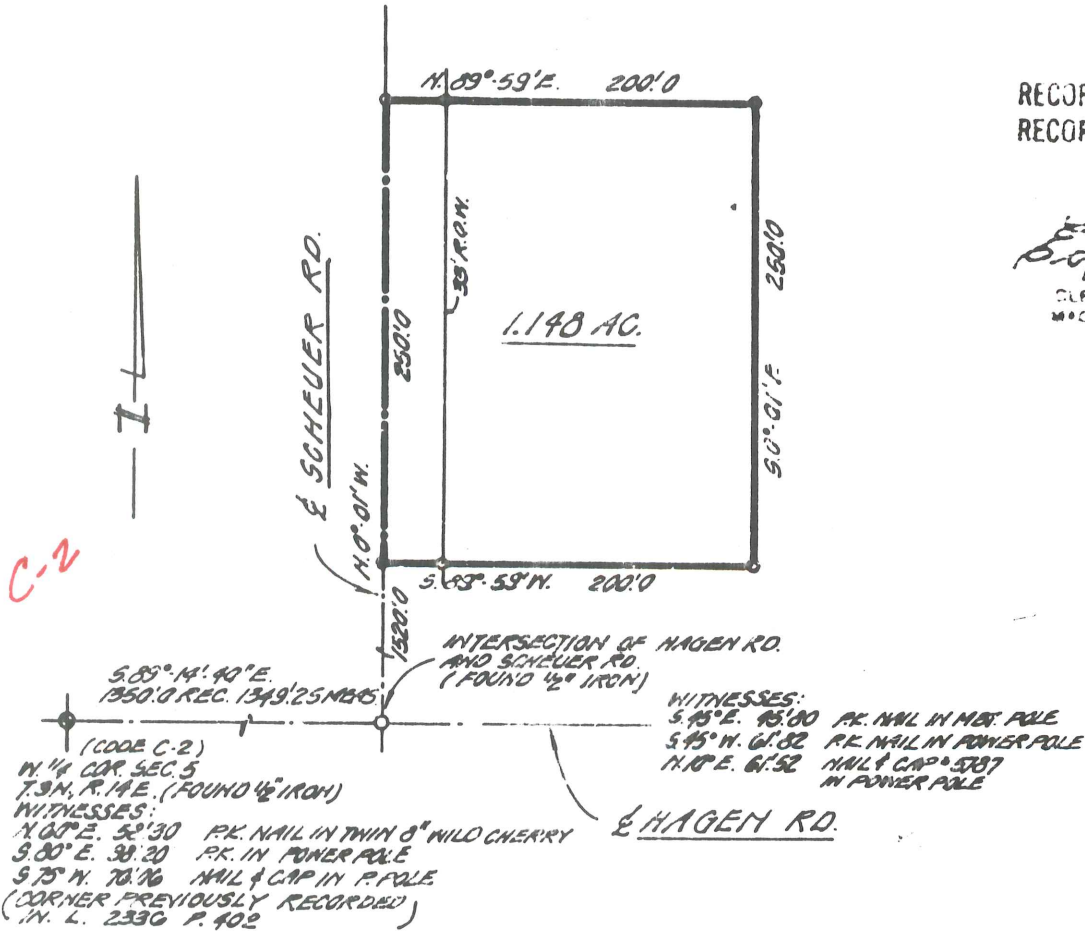 N. 89°-59'E. 200'.0
RECOR
RECOR
33' R.O.W.
250'.0
250'.0
1.148 AC.
S.0°-01'E.
℄ SCHEUER RD.
N.0°-01'W.
C-2
S. 89°-59'W. 200'.0
1320'.0
INTERSECTION OF HAGEN RD.
AND SCHEUER RD.
(FOUND 1/2" IRON)
S.89°-14'-40"E.
1350'.0 REC. 1349'.25 MEAS.
WITNESSES:
S.45°E. 45'.80 P.K. NAIL IN MET. POLE
S.45°W. 61'.82 P.K. NAIL IN POWER POLE
N.10°E. 61'.52 NAIL & CAP #5787
IN POWER POLE
(CODE C-2)
W. 1/4 COR. SEC. 5
T.3N., R.14E. (FOUND 1/2" IRON)
WITNESSES:
N.60°E. 52'.30 P.K. NAIL IN TWIN 8" WILD CHERRY
S.80°E. 38.20 P.K. IN POWER POLE
S.75°W. NAIL & CAP IN P. POLE
(CORNER PREVIOUSLY RECORDED
IN L. 2336 P. 402)
℄ HAGEN RD.